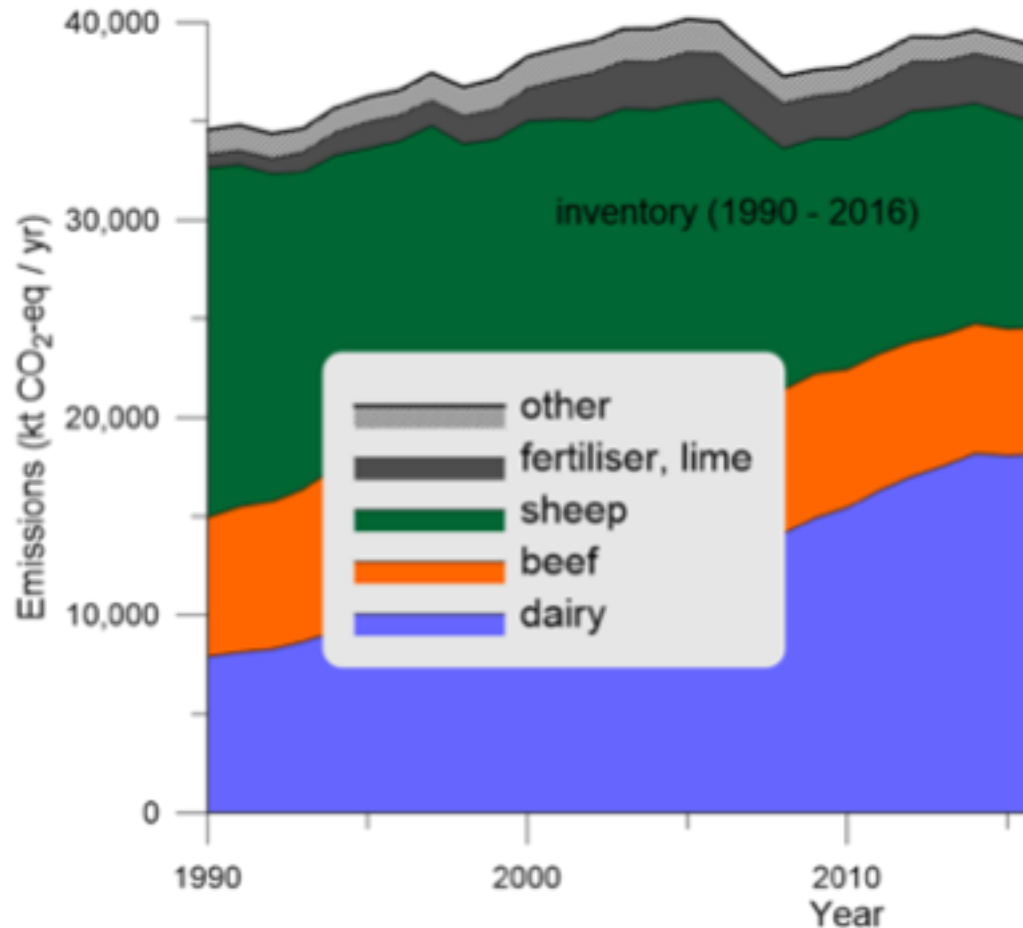 40,000
30,000
20,000
10,000
0
Emissions (kt CO₂-eq / yr)
inventory (1990 - 2016)
other
fertiliser, lime
sheep
beef
dairy
1990
2000
2010
Year